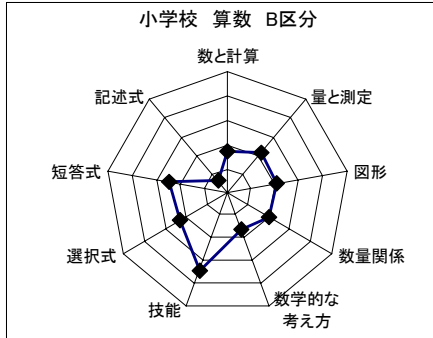 小学校 算数 B区分
数と計算
量と測定
図形
数量関係
数学的な
考え方
技能
選択式
短答式
記述式